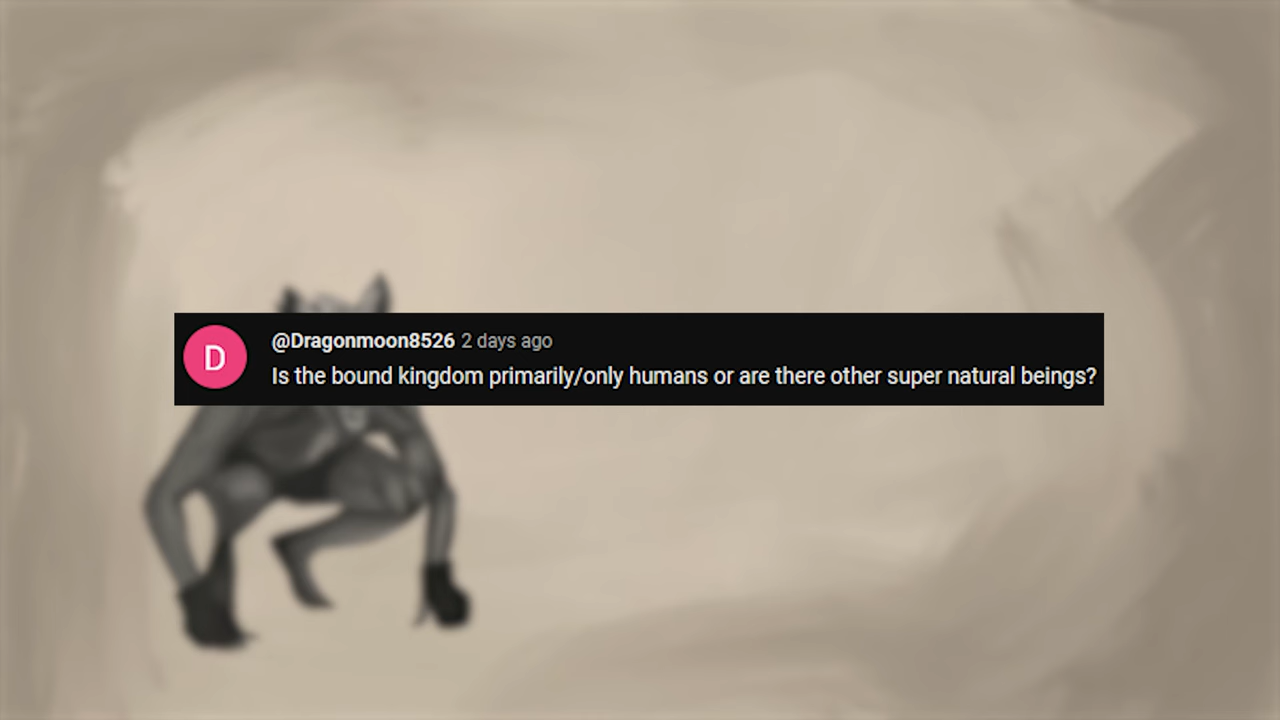 D
@Dragonmoon8526 2 days ago
Is the bound kingdom primarily/only humans or are there other super natural beings?